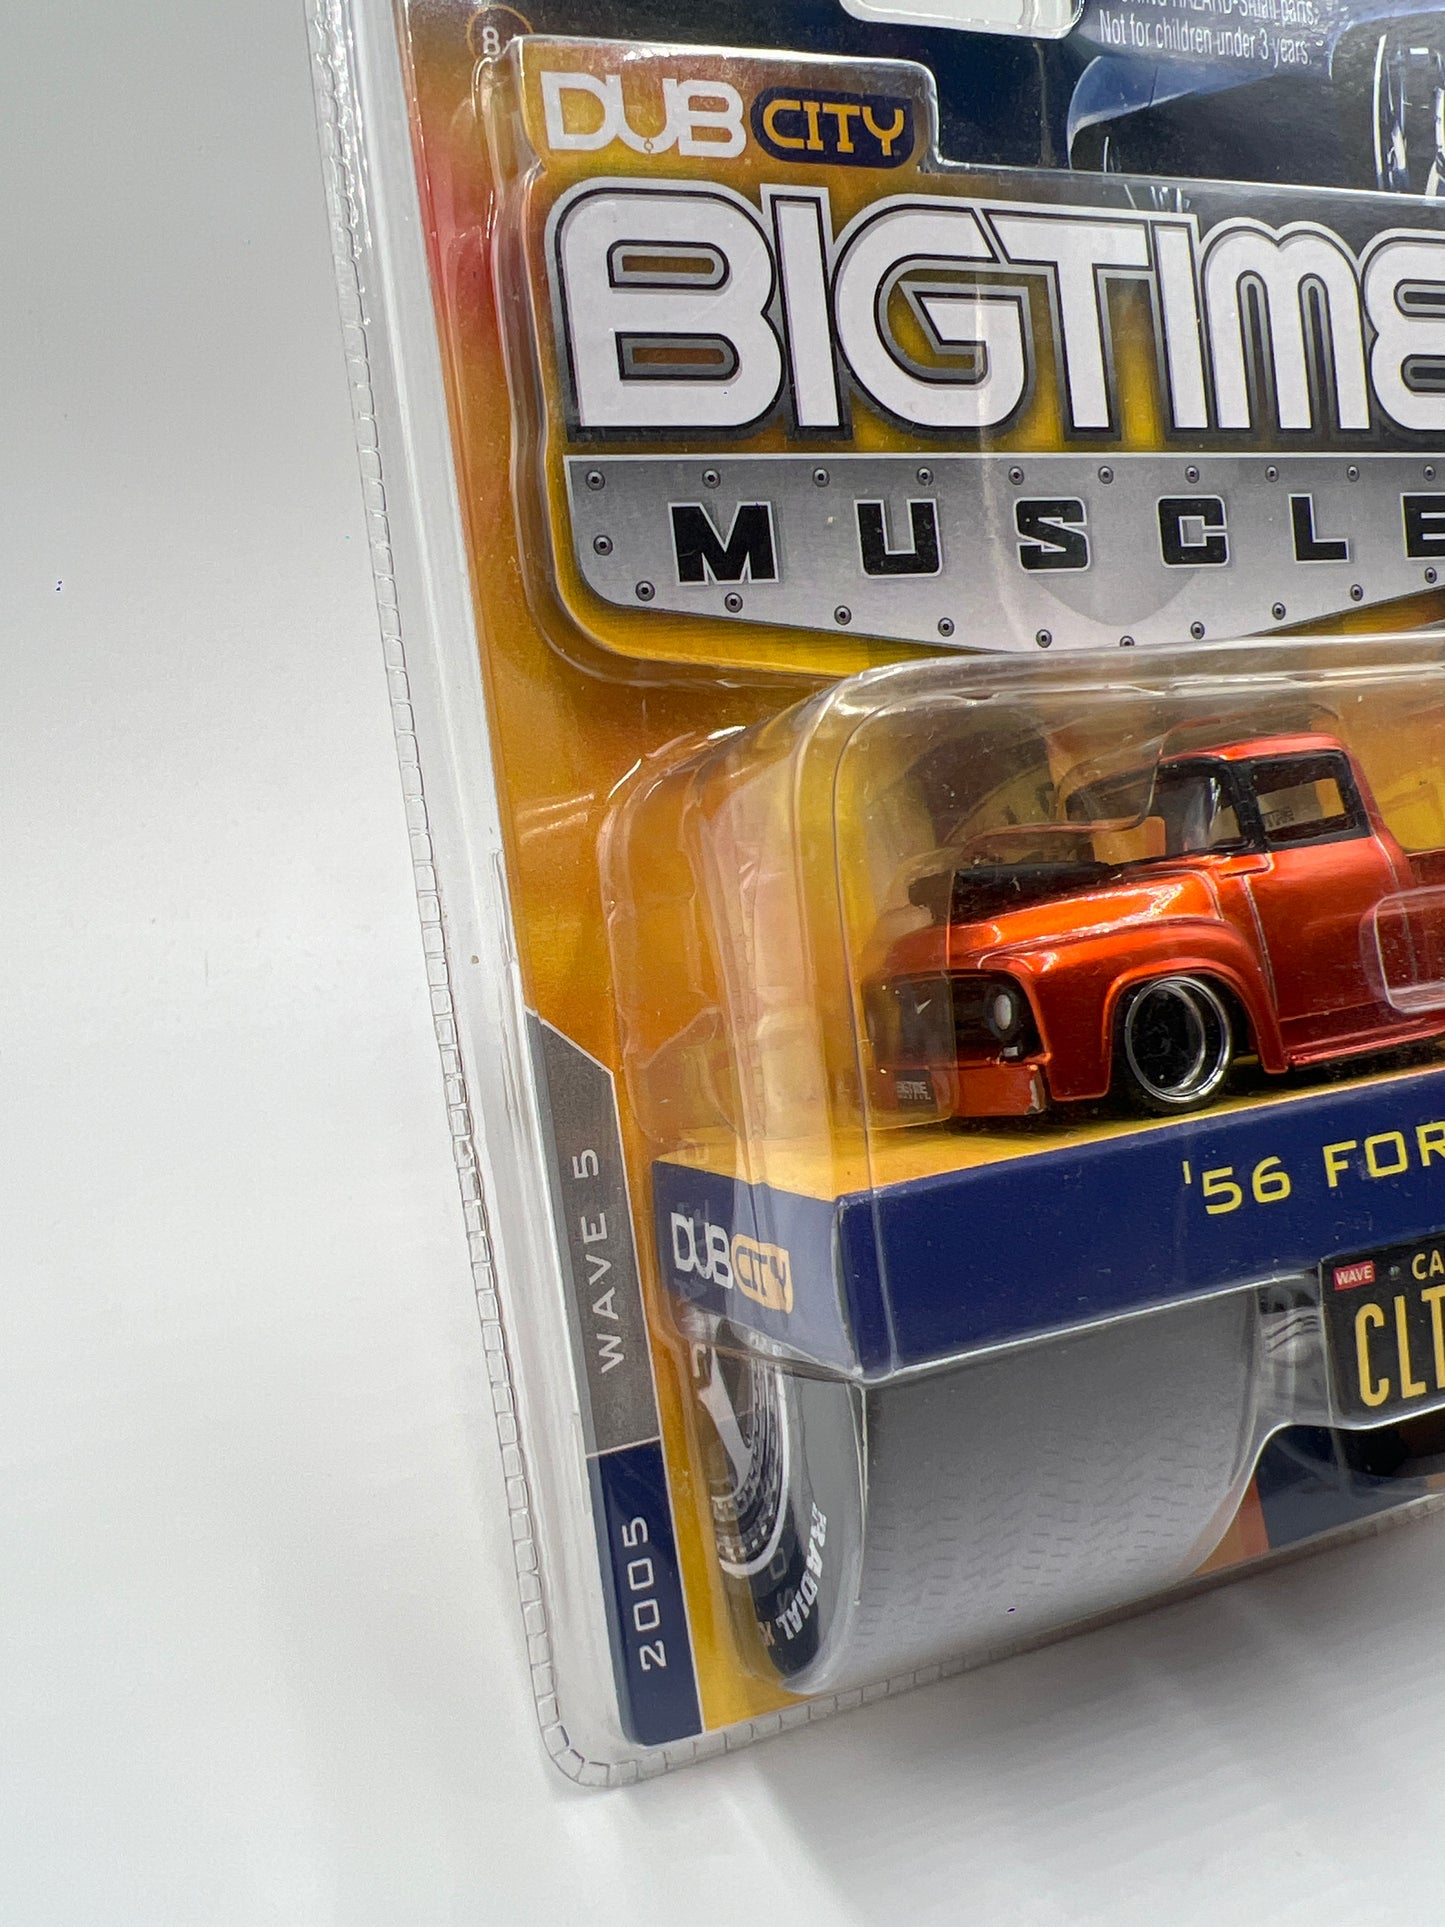 8
HAZARD-Small parts.
Not for children under 3 years.
DUB CITY
BIGTIME
MUSCLE
BIGTIME
'56 FOR
DUB CITY
WAVE 5
WAVE
CA
CLT
RADIAL
2005